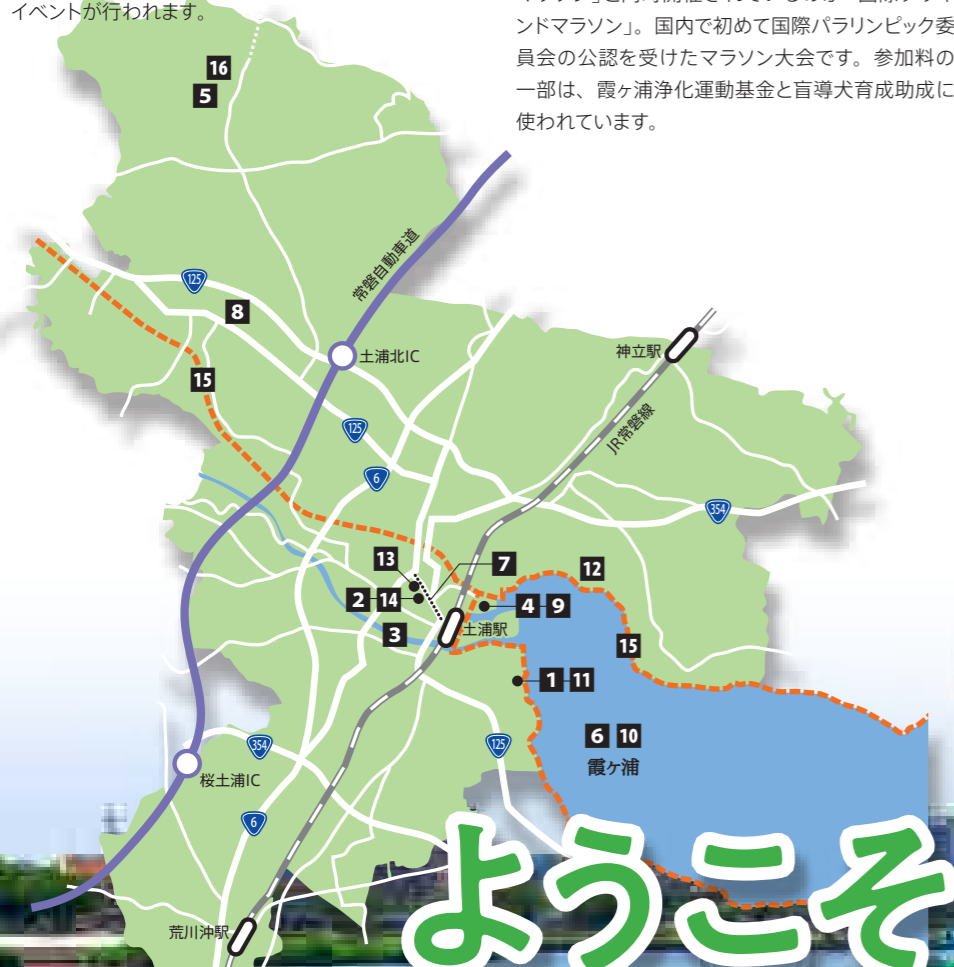 イベントが行われます。
ンドマラソン」。国内で初めて国際パラリンピック委
員会の公認を受けたマラソン大会です。参加料の
一部は、霞ヶ浦浄化運動基金と盲導犬育成助成に
使われています。
16
5
常磐自動車道
125
8
土浦北IC
神立駅
15
125
JR常磐線
6
354
13
7
12
2 14
4 9
3
土浦駅
15
1 11
6 10
霞ヶ浦
354
125
桜土浦IC
6
ようこそ
荒川沖駅